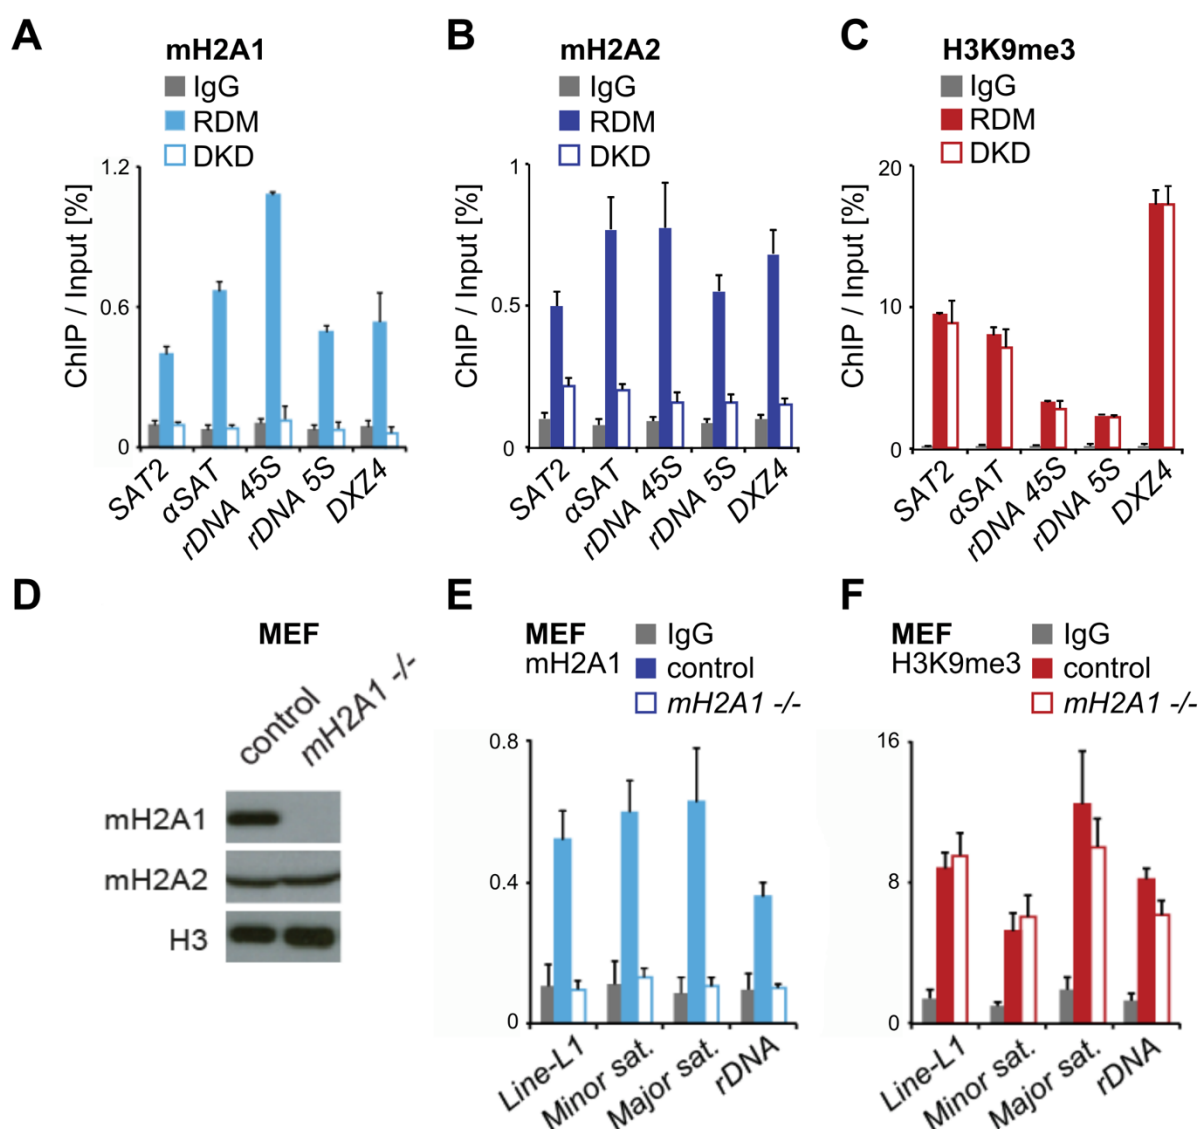 A
mH2A1
IgG
RDM
DKD
ChIP / Input [%]
1.2
0.6
0
SAT2
αSAT
rDNA 45S
rDNA 5S
DXZ4
B
mH2A2
IgG
RDM
DKD
ChIP / Input [%]
1
0.5
0
SAT2
αSAT
rDNA 45S
rDNA 5S
DXZ4
C
H3K9me3
IgG
RDM
DKD
ChIP / Input [%]
20
10
0
SAT2
αSAT
rDNA 45S
rDNA 5S
DXZ4
D
MEF
control
mH2A1 -/-
mH2A1
mH2A2
H3
E
MEF
mH2A1
IgG
control
mH2A1 -/-
0.8
0.4
0
Line-L1
Minor sat.
Major sat.
rDNA
F
MEF
H3K9me3
IgG
control
mH2A1 -/-
16
8
0
Line-L1
Minor sat.
Major sat.
rDNA